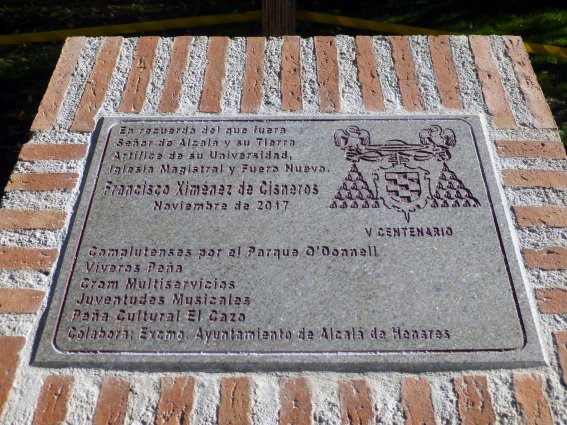 En recuerdo del que fuera
Señor de Alcalá y su Tierra
Artífice de su Universidad,
Iglesia Magistral y Fuero Nuevo.
Francisco Ximénez de Cisneros
Noviembre de 2017
V CENTENARIO
Complutenses por el Parque O'Donnell
Viveros Peña
Crom Multiservicios
Juventudes Musicales
Peña Cultural El Cazo
Colabora: Excmo. Ayuntamiento de Alcalá de Henares